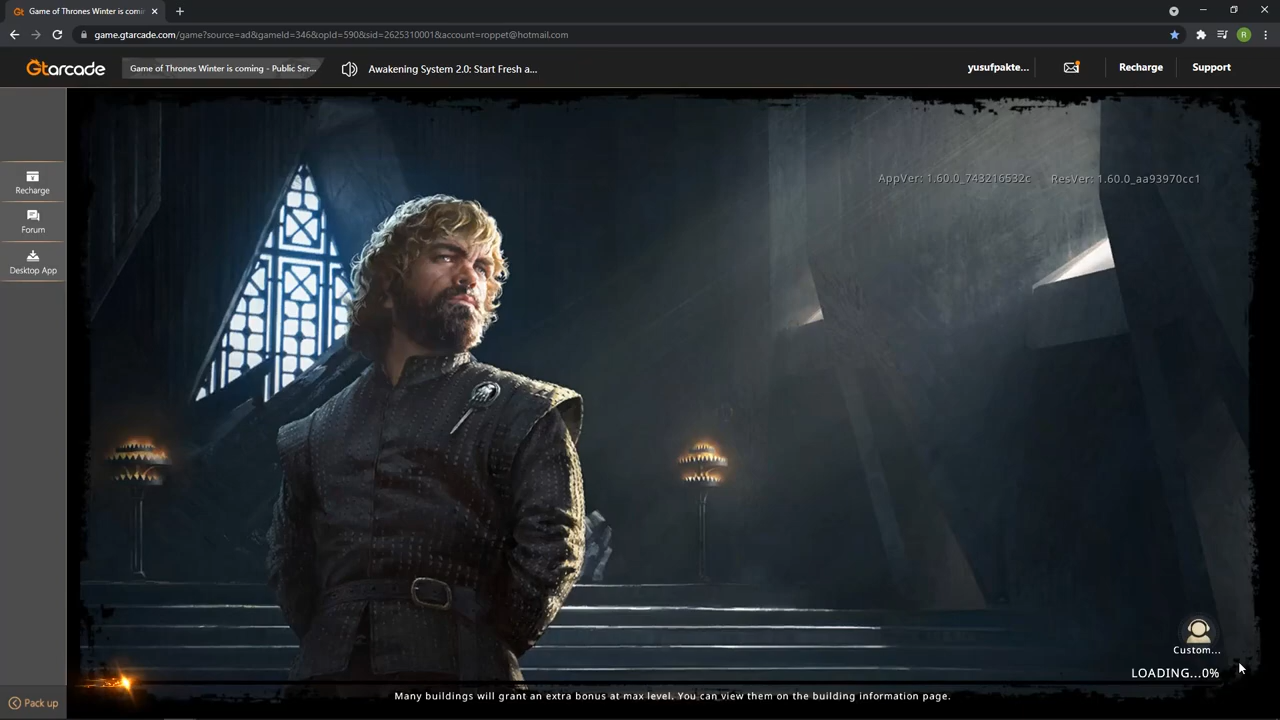 Game of Thrones Winter is comin
game.gtarcade.com/game?source=ad&gameId=346&opId=590&sid=2625310001&account=roppet@hotmail.com
R
Gtarcade
Game of Thrones Winter is coming - Public Ser...
Awakening System 2.0: Start Fresh a...
yusufpakte...
Recharge
Support
AppVer: 1.60.0_743216532c ResVer: 1.60.0_aa93970cc1
Recharge
Forum
Desktop App
Custom...
LOADING...0%
Many buildings will grant an extra bonus at max level. You can view them on the building information page.
Pack up